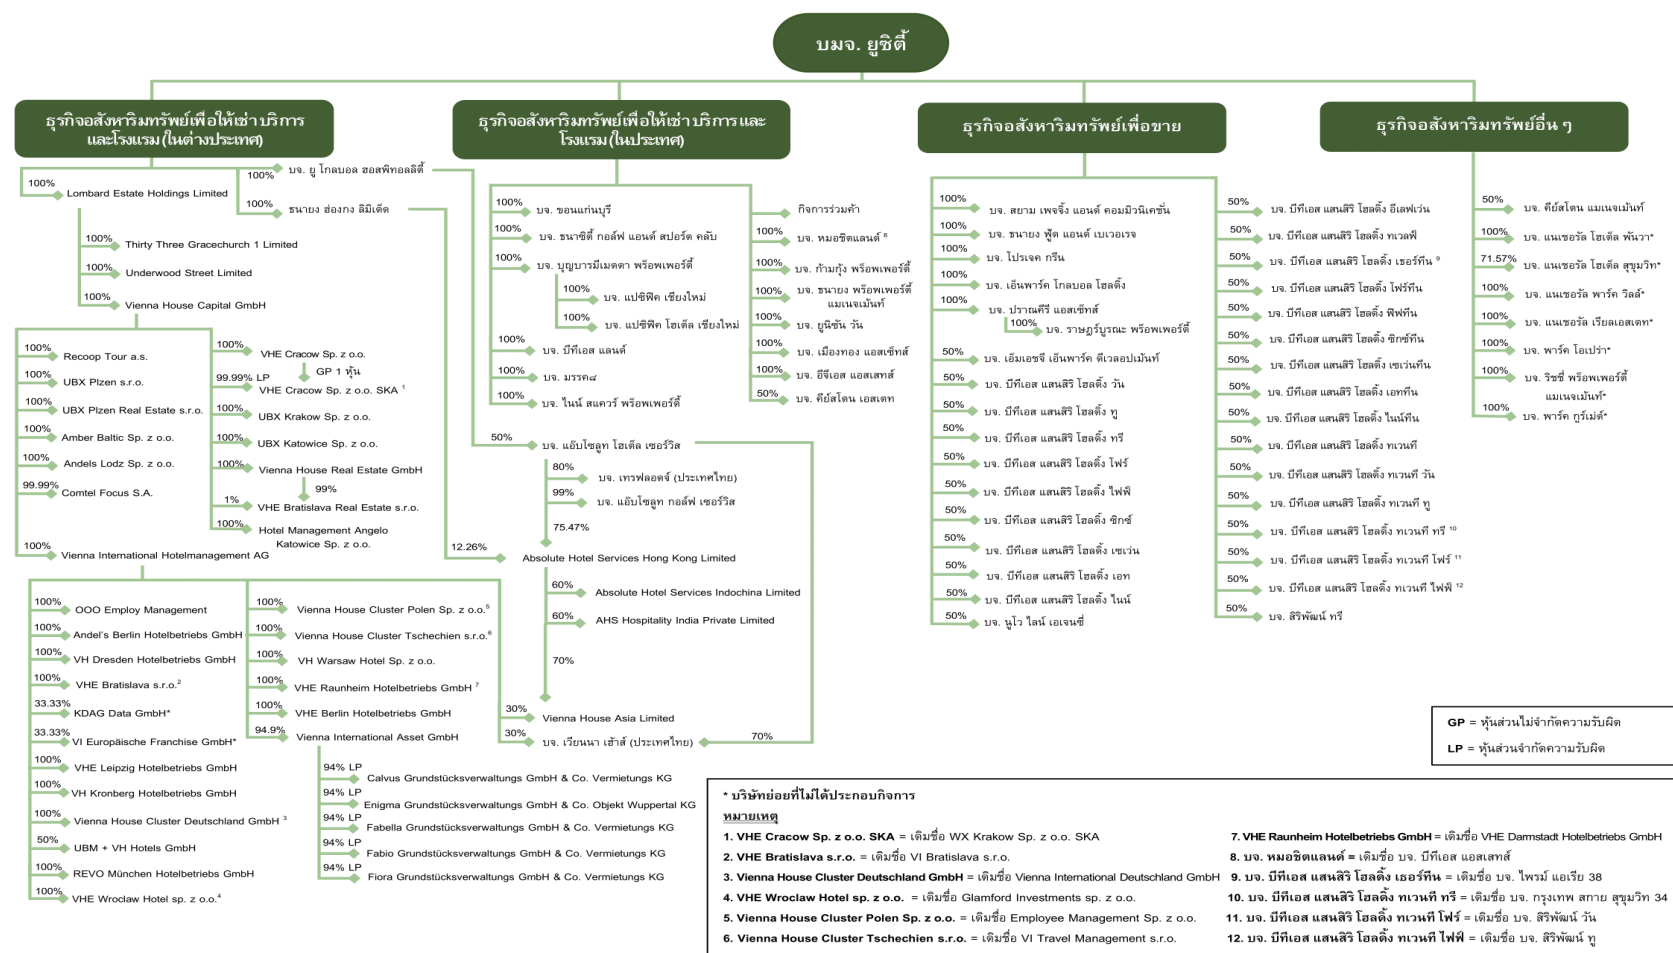 บมจ. ยูซิตี้
ธุรกิจอสังหาริมทรัพย์เพื่อให้เช่า บริการ
และโรงแรม (ในต่างประเทศ)
100%
Lombard Estate Holdings Limited
100%
บจ. ยู โกลบอล ฮอสพิทอลลิตี้
100%
ธนายง ฮ่องกง ลิมิเต็ด
100%
Thirty Three Gracechurch 1 Limited
100%
Underwood Street Limited
100%
Vienna House Capital GmbH
100%
Recoop Tour a.s.
100%
UBX Plzen s.r.o.
100%
UBX Plzen Real Estate s.r.o.
100%
Amber Baltic Sp. z o.o.
100%
Andels Lodz Sp. z o.o.
99.99%
Comtel Focus S.A.
100%
Vienna International Hotelmanagement AG
100%
VHE Cracow Sp. z o.o.
GP 1 หุ้น
99.99% LP
VHE Cracow Sp. z o.o. SKA 1
100%
UBX Krakow Sp. z o.o.
100%
UBX Katowice Sp. z o.o.
100%
Vienna House Real Estate GmbH
99%
1%
VHE Bratislava Real Estate s.r.o.
100%
Hotel Management Angelo
Katowice Sp. z o.o.
100%
OOO Employ Management
100%
Andel's Berlin Hotelbetriebs GmbH
100%
VH Dresden Hotelbetriebs GmbH
100%
VHE Bratislava s.r.o.2
33.33%
KDAG Data GmbH*
33.33%
VI Europäische Franchise GmbH*
100%
VHE Leipzig Hotelbetriebs GmbH
100%
VH Kronberg Hotelbetriebs GmbH
100%
Vienna House Cluster Deutschland GmbH 3
50%
UBM + VH Hotels GmbH
100%
REVO München Hotelbetriebs GmbH
100%
VHE Wroclaw Hotel sp. z o.o.4
100%
Vienna House Cluster Polen Sp. z o.o.5
100%
Vienna House Cluster Tschechien s.r.o.6
100%
VH Warsaw Hotel Sp. z o.o.
100%
VHE Raunheim Hotelbetriebs GmbH 7
100%
VHE Berlin Hotelbetriebs GmbH
94.9%
Vienna International Asset GmbH
94% LP
Calvus Grundstücksverwaltungs GmbH & Co. Vermietungs KG
94% LP
Enigma Grundstücksverwaltungs GmbH & Co. Objekt Wuppertal KG
94% LP
Fabella Grundstücksverwaltungs GmbH & Co. Vermietungs KG
94% LP
Fabio Grundstücksverwaltungs GmbH & Co. Vermietungs KG
94% LP
Fiora Grundstücksverwaltungs GmbH & Co. Vermietungs KG
ธุรกิจอสังหาริมทรัพย์เพื่อให้เช่า บริการ และ
โรงแรม (ในประเทศ)
100%
บจ. ขอนแก่นบุรี
100%
บจ. ธนาซิตี้ กอล์ฟ แอนด์ สปอร์ต คลับ
100%
บจ. บุญบารมีเมตตา พร็อพเพอร์ตี้
100%
บจ. แปซิฟิค เชียงใหม่
100%
บจ. แปซิฟิค โฮเต็ล เชียงใหม่
100%
บจ. บีทีเอส แลนด์
100%
บจ. มรรค๘
100%
บจ. ไนน์ สแควร์ พร็อพเพอร์ตี้
กิจการร่วมค้า
100%
บจ. หมอชิตแลนด์ 8
100%
บจ. ก้ามกุ้ง พร็อพเพอร์ตี้
100%
บจ. ธนายง พร็อพเพอร์ตี้
แมเนจเม้นท์
100%
บจ. ยูนิซัน วัน
100%
บจ. เมืองทอง แอสเซ็ทส์
100%
บจ. อีจีเอส แอสเสทส์
50%
บจ. คีย์สโตน เอสเตท
50%
บจ. แอ๊บโซลูท โฮเต็ล เซอร์วิส
80%
บจ. เทรฟลอดจ์ (ประเทศไทย)
99%
บจ. แอ๊บโซลูท กอล์ฟ เซอร์วิส
75.47%
12.26%
Absolute Hotel Services Hong Kong Limited
60%
Absolute Hotel Services Indochina Limited
60%
AHS Hospitality India Private Limited
70%
30%
Vienna House Asia Limited
30%
บจ. เวียนนา เฮ้าส์ (ประเทศไทย)
70%
ธุรกิจอสังหาริมทรัพย์เพื่อขาย
100%
บจ. สยาม เพจจิ้ง แอนด์ คอมมิวนิเคชั่น
100%
บจ. ธนายง ฟู้ด แอนด์ เบเวอเรจ
100%
บจ. โปรเจค กรีน
100%
บจ. เอ็นพาร์ค โกลบอล โฮลดิ้ง
100%
บจ. ปราณคีรี แอสเซ็ทส์
100%
บจ. ราษฎร์บูรณะ พร็อพเพอร์ตี้
50%
บจ. เอ็มเอชจี เอ็นพาร์ค ดีเวลอปเม้นท์
50%
บจ. บีทีเอส แสนสิริ โฮลดิ้ง วัน
50%
บจ. บีทีเอส แสนสิริ โฮลดิ้ง ทู
50%
บจ. บีทีเอส แสนสิริ โฮลดิ้ง ทรี
50%
บจ. บีทีเอส แสนสิริ โฮลดิ้ง โฟร์
50%
บจ. บีทีเอส แสนสิริ โฮลดิ้ง ไฟฟ์
50%
บจ. บีทีเอส แสนสิริ โฮลดิ้ง ซิกซ์
50%
บจ. บีทีเอส แสนสิริ โฮลดิ้ง เซเว่น
50%
บจ. บีทีเอส แสนสิริ โฮลดิ้ง เอท
50%
บจ. บีทีเอส แสนสิริ โฮลดิ้ง ไนน์
50%
บจ. นูโว ไลน์ เอเจนซี่
50%
บจ. บีทีเอส แสนสิริ โฮลดิ้ง อีเลฟเว่น
50%
บจ. บีทีเอส แสนสิริ โฮลดิ้ง ทเวลฟ์
50%
บจ. บีทีเอส แสนสิริ โฮลดิ้ง เธอร์ทีน 9
50%
บจ. บีทีเอส แสนสิริ โฮลดิ้ง โฟร์ทีน
50%
บจ. บีทีเอส แสนสิริ โฮลดิ้ง ฟิฟทีน
50%
บจ. บีทีเอส แสนสิริ โฮลดิ้ง ซิกซ์ทีน
50%
บจ. บีทีเอส แสนสิริ โฮลดิ้ง เซเว่นทีน
50%
บจ. บีทีเอส แสนสิริ โฮลดิ้ง เอททีน
50%
บจ. บีทีเอส แสนสิริ โฮลดิ้ง ไนน์ทีน
50%
บจ. บีทีเอส แสนสิริ โฮลดิ้ง ทเวนที
50%
บจ. บีทีเอส แสนสิริ โฮลดิ้ง ทเวนที วัน
50%
บจ. บีทีเอส แสนสิริ โฮลดิ้ง ทเวนที ทู
50%
บจ. บีทีเอส แสนสิริ โฮลดิ้ง ทเวนที ทรี 10
50%
บจ. บีทีเอส แสนสิริ โฮลดิ้ง ทเวนที โฟร์ 11
50%
บจ. บีทีเอส แสนสิริ โฮลดิ้ง ทเวนที ไฟฟ์ 12
50%
บจ. สิริพัฒน์ ทรี
ธุรกิจอสังหาริมทรัพย์อื่น ๆ
50%
บจ. คีย์สโตน แมเนจเม้นท์
100%
บจ. แนเชอรัล โฮเต็ล พันวา*
71.57%
บจ. แนเชอรัล โฮเต็ล สุขุมวิท*
100%
บจ. แนเชอรัล พาร์ค วิลล์*
100%
บจ. แนเชอรัล เรียลเอสเตท*
100%
บจ. พาร์ค โอเปร่า*
100%
บจ. ริชชี่ พร็อพเพอร์ตี้
แมเนจเม้นท์*
100%
บจ. พาร์ค กูร์เม่ต์*
GP = หุ้นส่วนไม่จำกัดความรับผิด
LP = หุ้นส่วนจำกัดความรับผิด
* บริษัทย่อยที่ไม่ได้ประกอบกิจการ
หมายเหตุ
1. VHE Cracow Sp. z o.o. SKA = เดิมชื่อ WX Krakow Sp. z o.o. SKA
2. VHE Bratislava s.r.o. = เดิมชื่อ VI Bratislava s.r.o.
3. Vienna House Cluster Deutschland GmbH = เดิมชื่อ Vienna International Deutschland GmbH
4. VHE Wroclaw Hotel sp. z o.o. = เดิมชื่อ Glamford Investments sp. z o.o.
5. Vienna House Cluster Polen Sp. z o.o. = เดิมชื่อ Employee Management Sp. z o.o.
6. Vienna House Cluster Tschechien s.r.o. = เดิมชื่อ VI Travel Management s.r.o.
7. VHE Raunheim Hotelbetriebs GmbH = เดิมชื่อ VHE Darmstadt Hotelbetriebs GmbH
8. บจ. หมอชิตแลนด์ = เดิมชื่อ บจ. บีทีเอส แอสเสทส์
9. บจ. บีทีเอส แสนสิริ โฮลดิ้ง เธอร์ทีน = เดิมชื่อ บจ. ไพรม์ แอเรีย 38
10. บจ. บีทีเอส แสนสิริ โฮลดิ้ง ทเวนที ทรี = เดิมชื่อ บจ. กรุงเทพ สกาย สุขุมวิท 34
11. บจ. บีทีเอส แสนสิริ โฮลดิ้ง ทเวนที โฟร์ = เดิมชื่อ บจ. สิริพัฒน์ วัน
12. บจ. บีทีเอส แสนสิริ โฮลดิ้ง ทเวนที ไฟฟ์ = เดิมชื่อ บจ. สิริพัฒน์ ทู